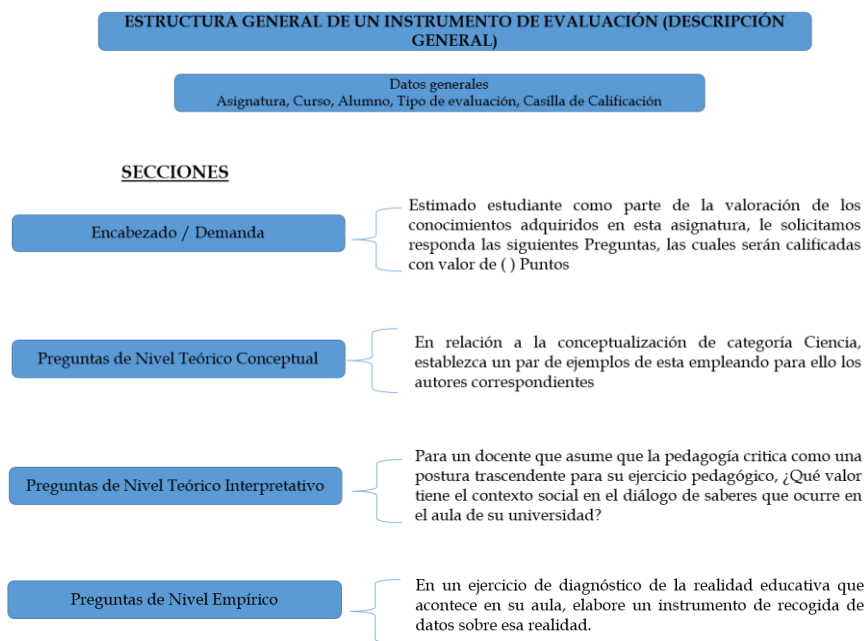 ESTRUCTURA GENERAL DE UN INSTRUMENTO DE EVALUACIÓN (DESCRIPCIÓN
GENERAL)
Datos generales
Asignatura, Curso, Alumno, Tipo de evaluación, Casilla de Calificación
SECCIONES
Encabezado / Demanda
Estimado estudiante como parte de la valoración de los
conocimientos adquiridos en esta asignatura, le solicitamos
responda las siguientes Preguntas, las cuales serán calificadas
con valor de ( ) Puntos
Preguntas de Nivel Teórico Conceptual
En relación a la conceptualización de categoría Ciencia,
establezca un par de ejemplos de esta empleando para ello los
autores correspondientes
Preguntas de Nivel Teórico Interpretativo
Para un docente que asume que la pedagogía critica como una
postura trascendente para su ejercicio pedagógico, ¿Qué valor
tiene el contexto social en el diálogo de saberes que ocurre en
el aula de su universidad?
Preguntas de Nivel Empírico
En un ejercicio de diagnóstico de la realidad educativa que
acontece en su aula, elabore un instrumento de recogida de
datos sobre esa realidad.